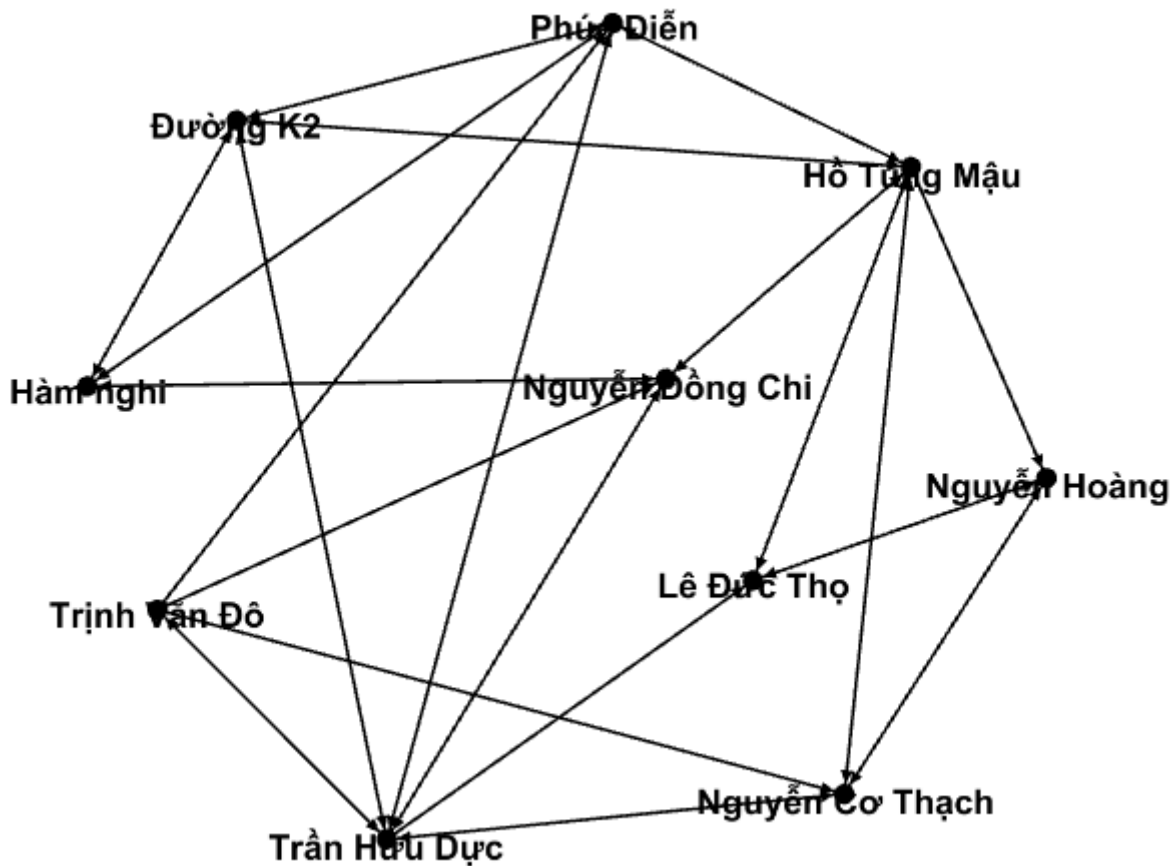 Phúc Diễn
Đường K2
Hồ Tùng Mậu
Hàm nghi
Nguyễn Đồng Chi
Nguyễn Hoàng
Lê Đức Thọ
Trịnh Văn Đô
Nguyễn Cơ Thạch
Trần Hữu Dực